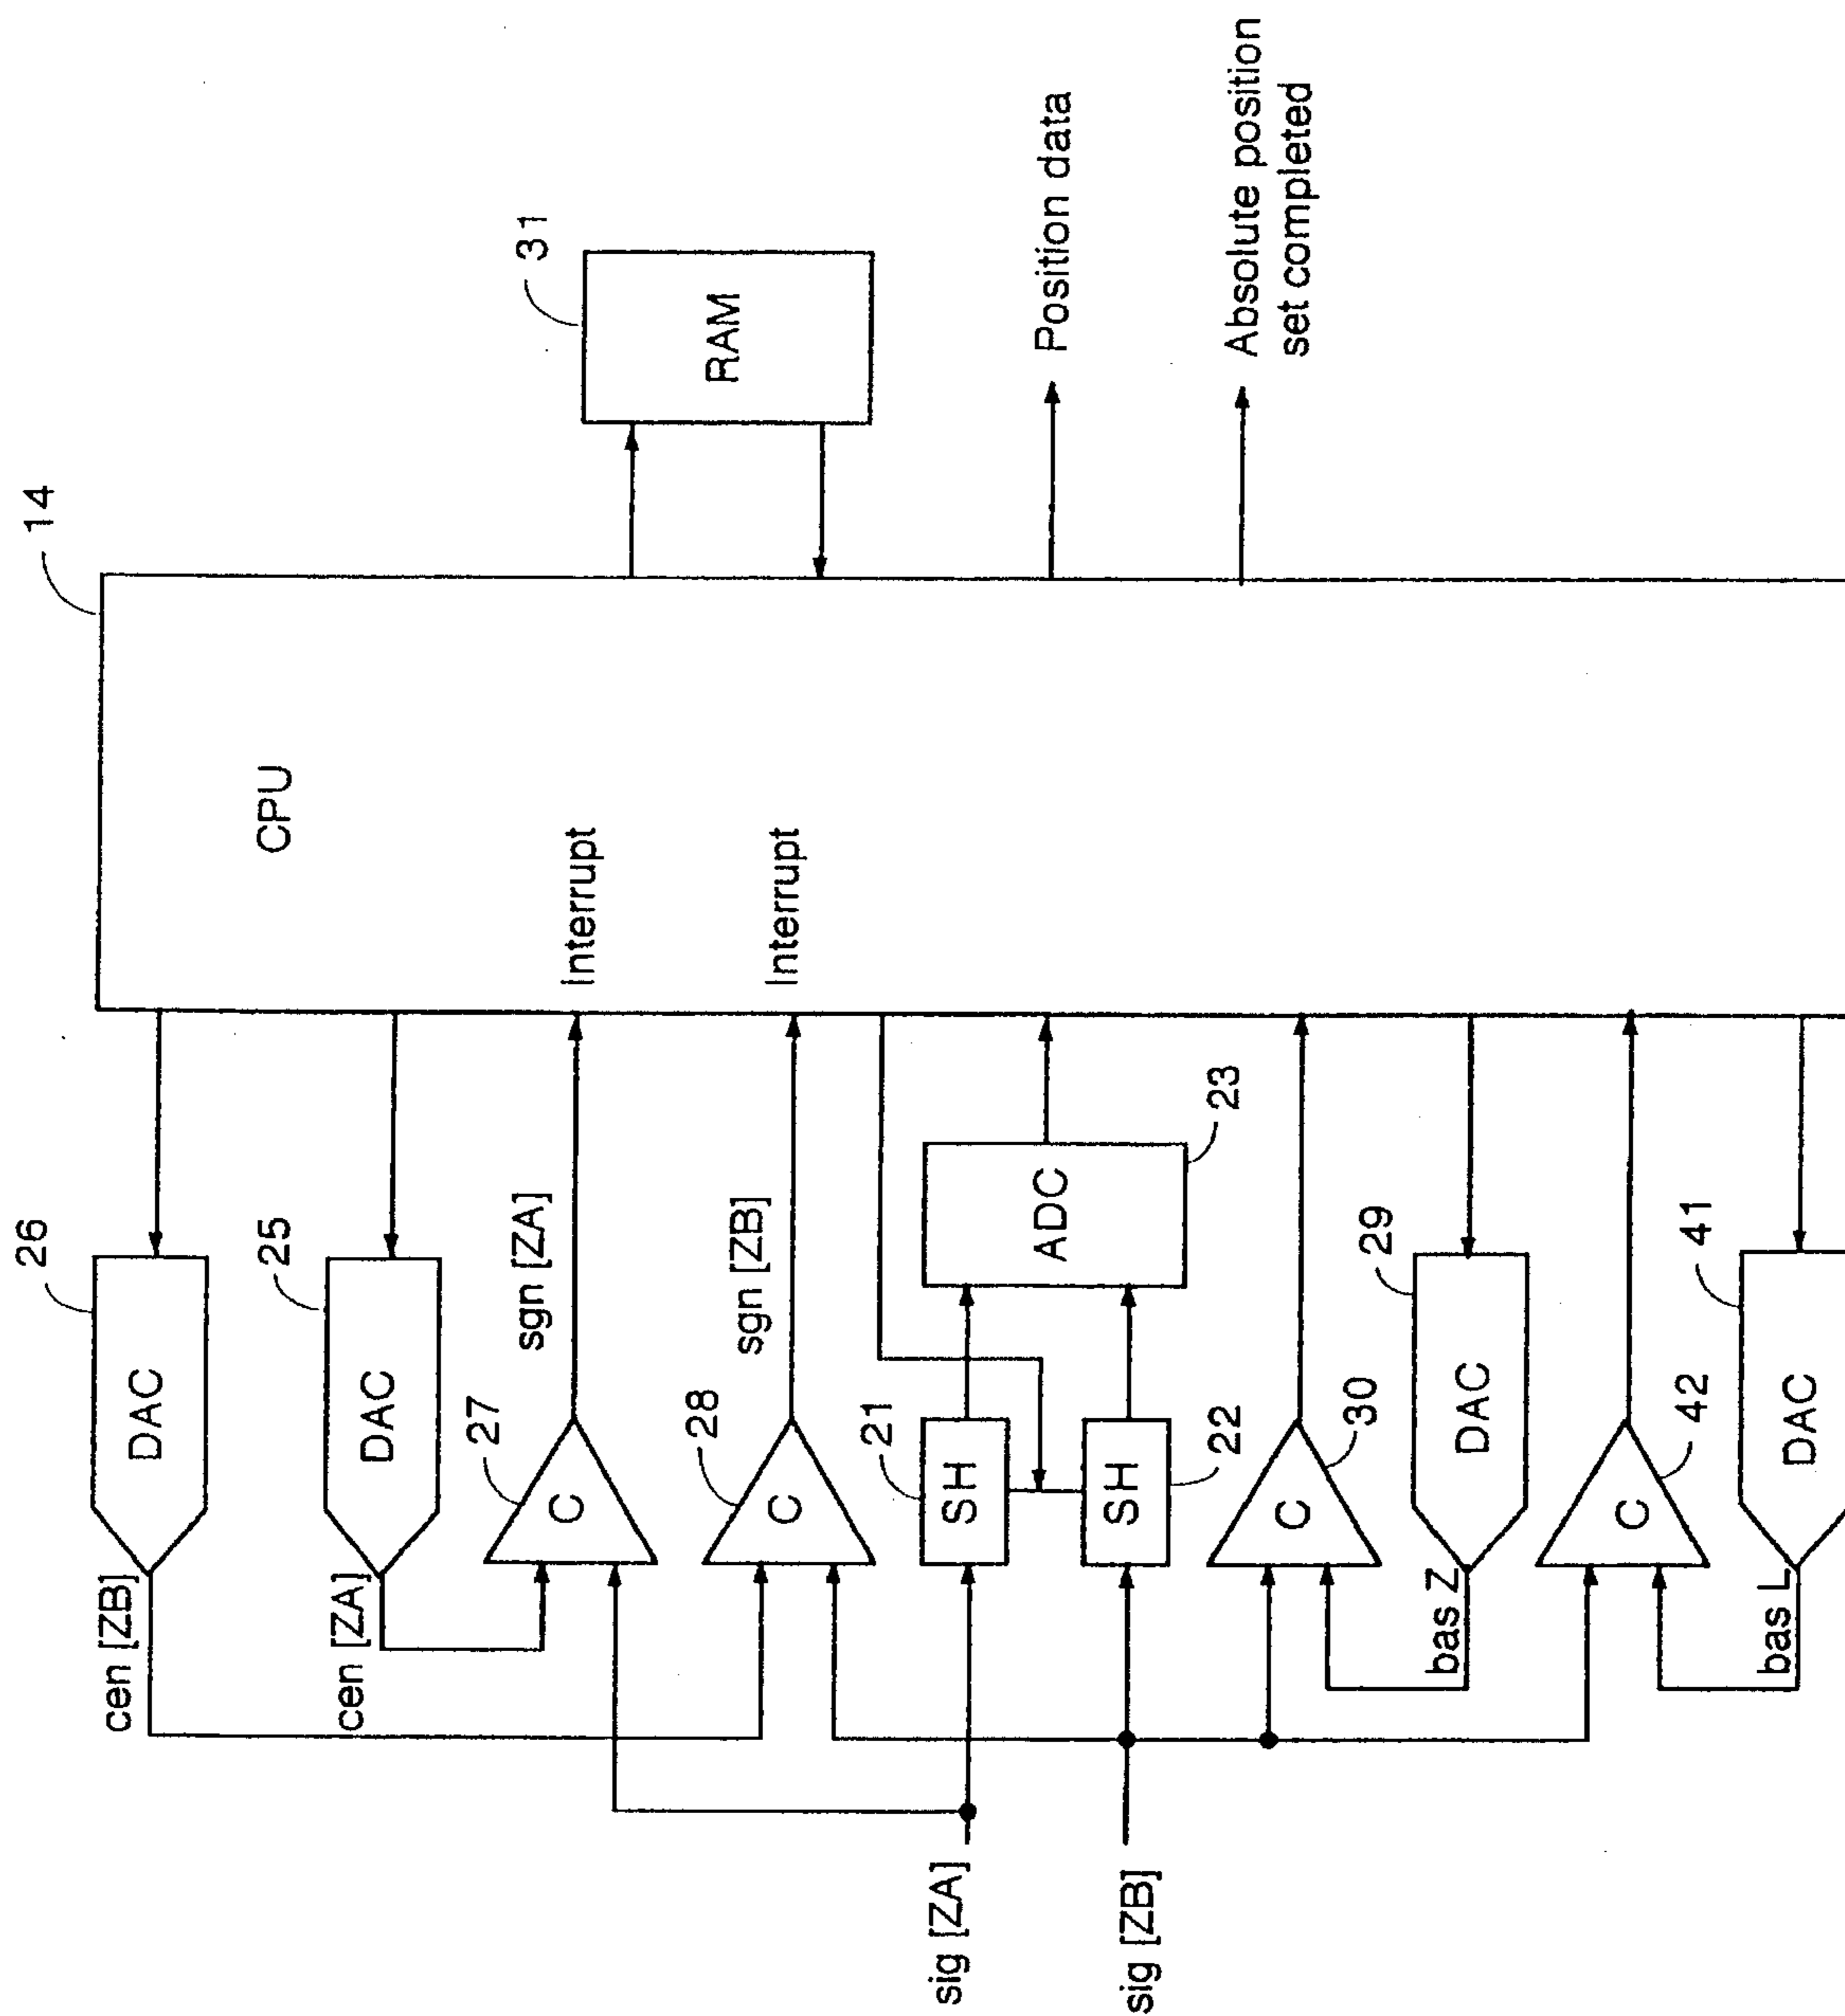 26
DAC
cen [ZB]
25
DAC
cen [ZA]
27
C
sgn [ZA]
Interrupt
28
C
sgn [ZB]
Interrupt
CPU
14
RAM
31
sig [ZA]
21
SH
ADC
23
sig [ZB]
SH
22
Position data
Absolute position
set completed
C
30
29
DAC
bas Z
C
42
41
DAC
bas L